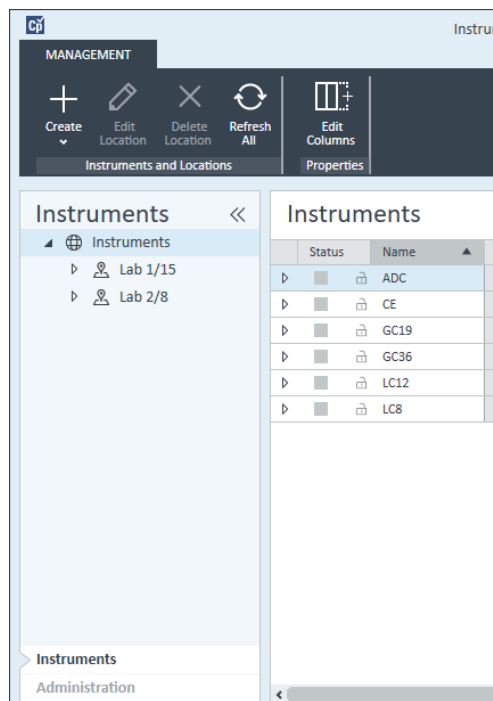 Cp
Instru
MANAGEMENT
Create Edit Location Delete Location Refresh All Edit Columns
Instruments and Locations Properties
Instruments
Instruments
Lab 1/15
Lab 2/8
Instruments
Administration
Instruments
Status Name
ADC
CE
GC19
GC36
LC12
LC8